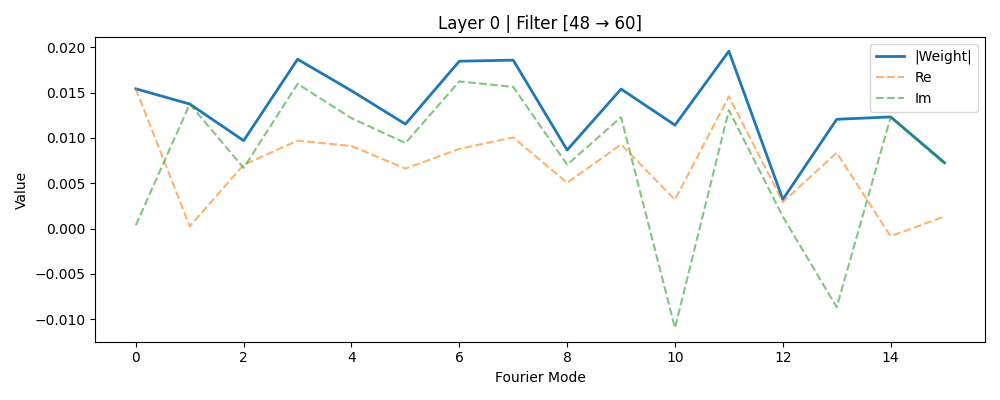 Layer 0 | Filter [48 → 60]
Value
0.020
0.015
0.010
0.005
0.000
−0.005
−0.010
|Weight|
Re
Im
0 2 4 6 8 10 12 14
Fourier Mode